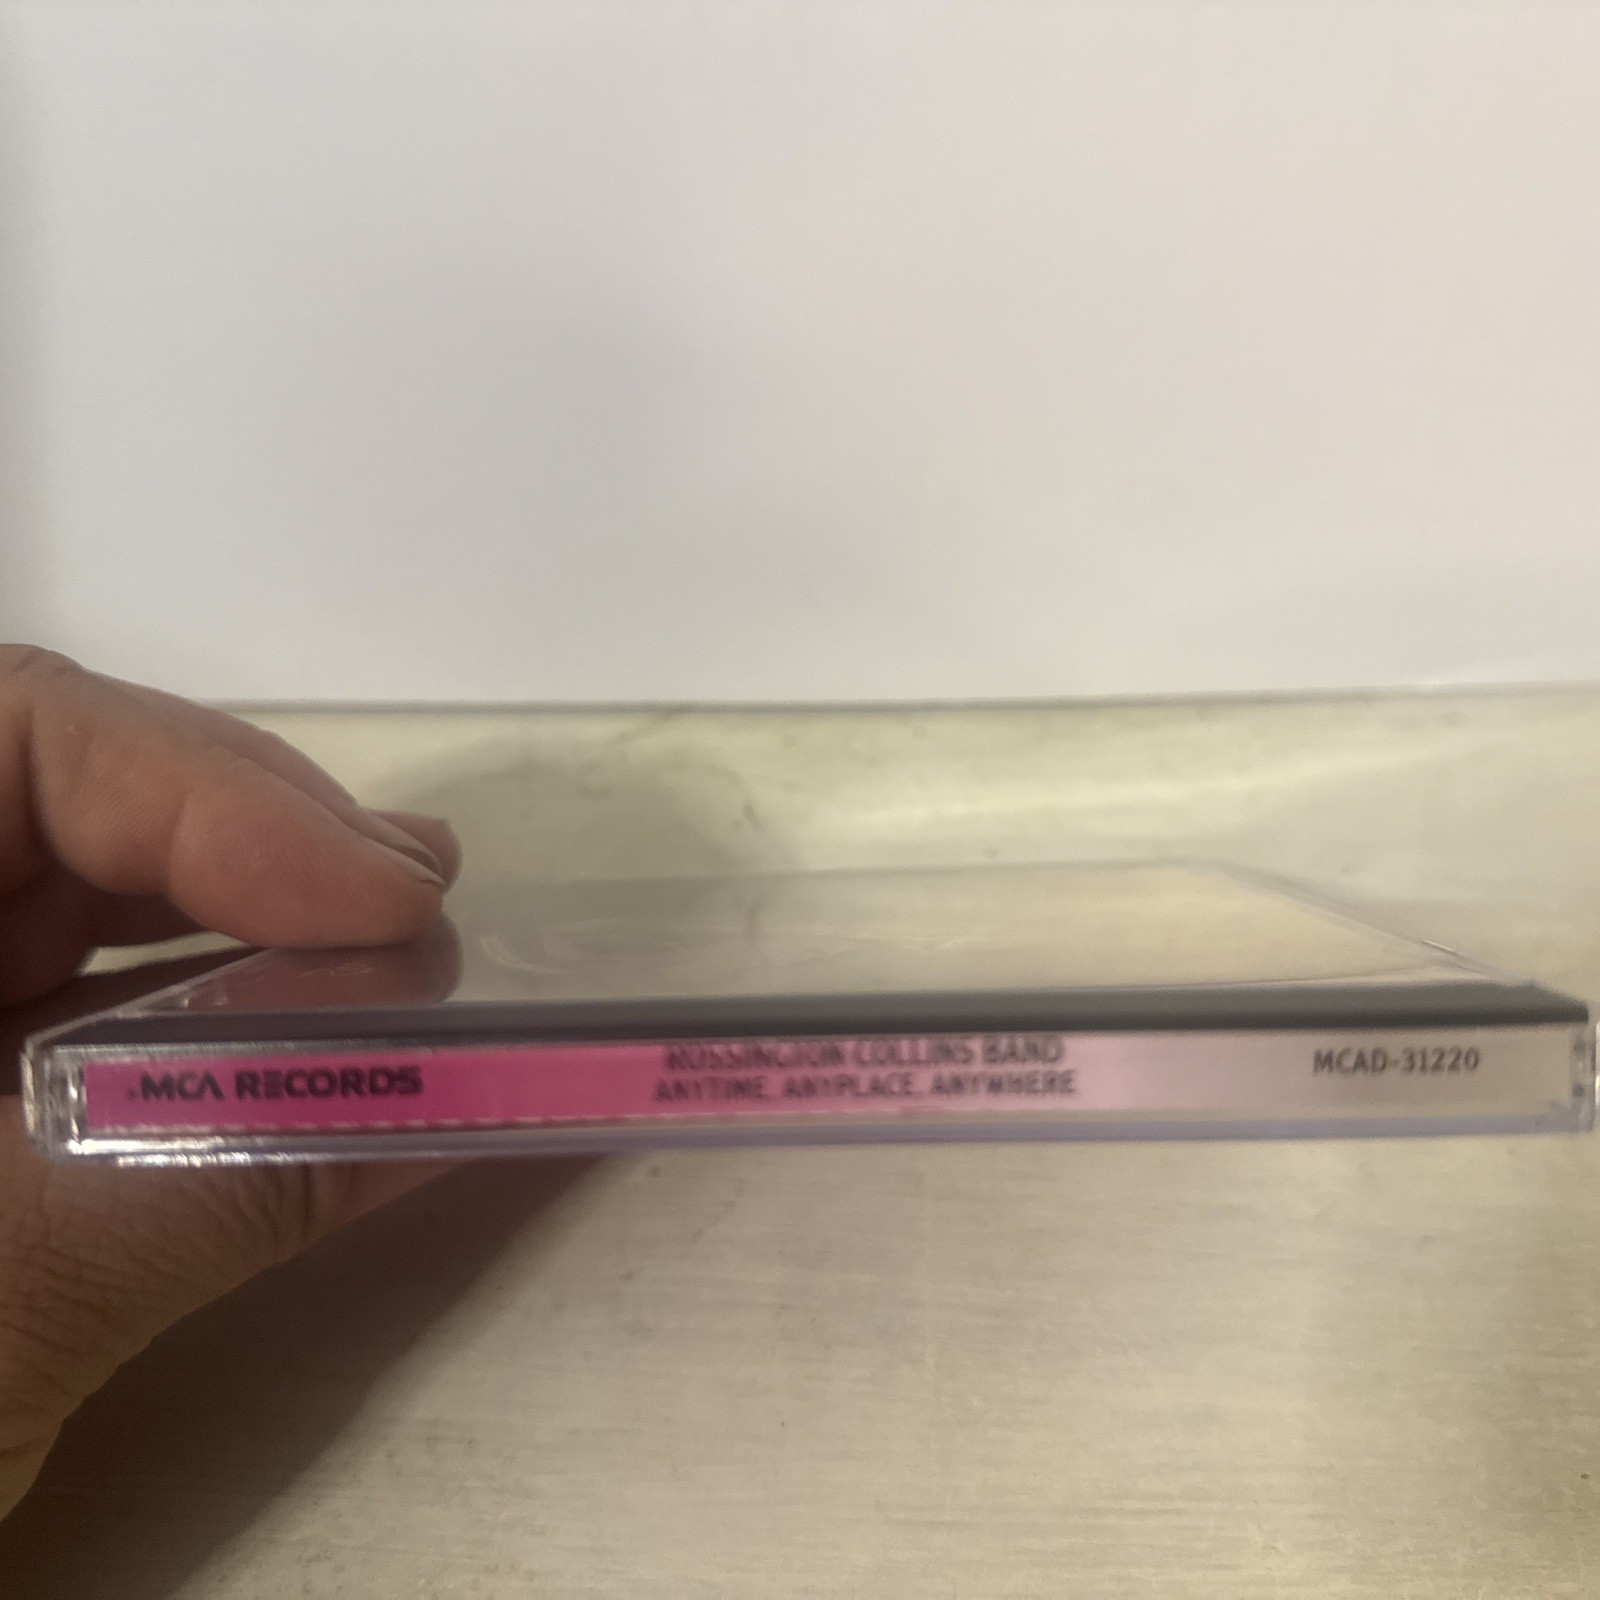 MCA RECORDS
ROSSINGTON COLLINS BAND
ANYTIME, ANYPLACE, ANYWHERE
MCAD-31220